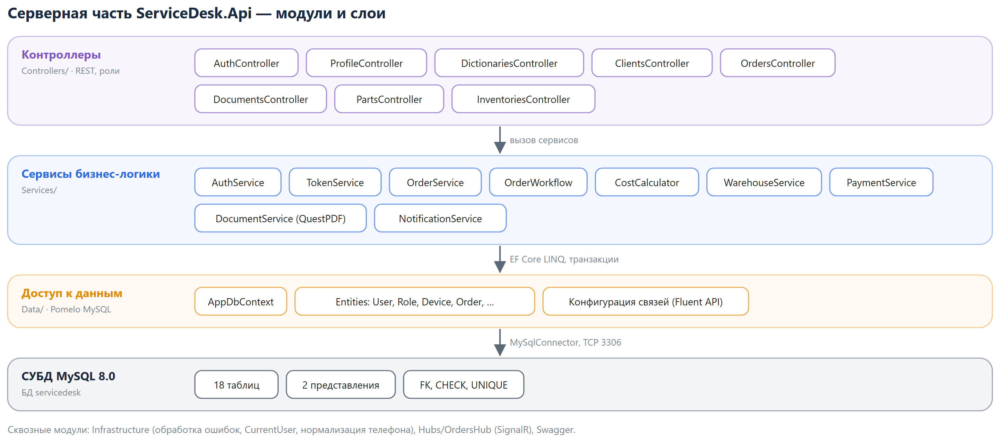 Серверная часть ServiceDesk.Api — модули и слои
Контроллеры
Controllers/ · REST, роли
AuthController
ProfileController
DictionariesController
ClientsController
OrdersController
DocumentsController
PartsController
InventoriesController
вызов сервисов
Сервисы бизнес-логики
Services/
AuthService
TokenService
OrderService
OrderWorkflow
CostCalculator
WarehouseService
PaymentService
DocumentService (QuestPDF)
NotificationService
EF Core LINQ, транзакции
Доступ к данным
Data/ · Pomelo MySQL
AppDbContext
Entities: User, Role, Device, Order, ...
Конфигурация связей (Fluent API)
MySqlConnector, TCP 3306
СУБД MySQL 8.0
БД servicedesk
18 таблиц
2 представления
FK, CHECK, UNIQUE
Сквозные модули: Infrastructure (обработка ошибок, CurrentUser, нормализация телефона), Hubs/OrdersHub (SignalR), Swagger.